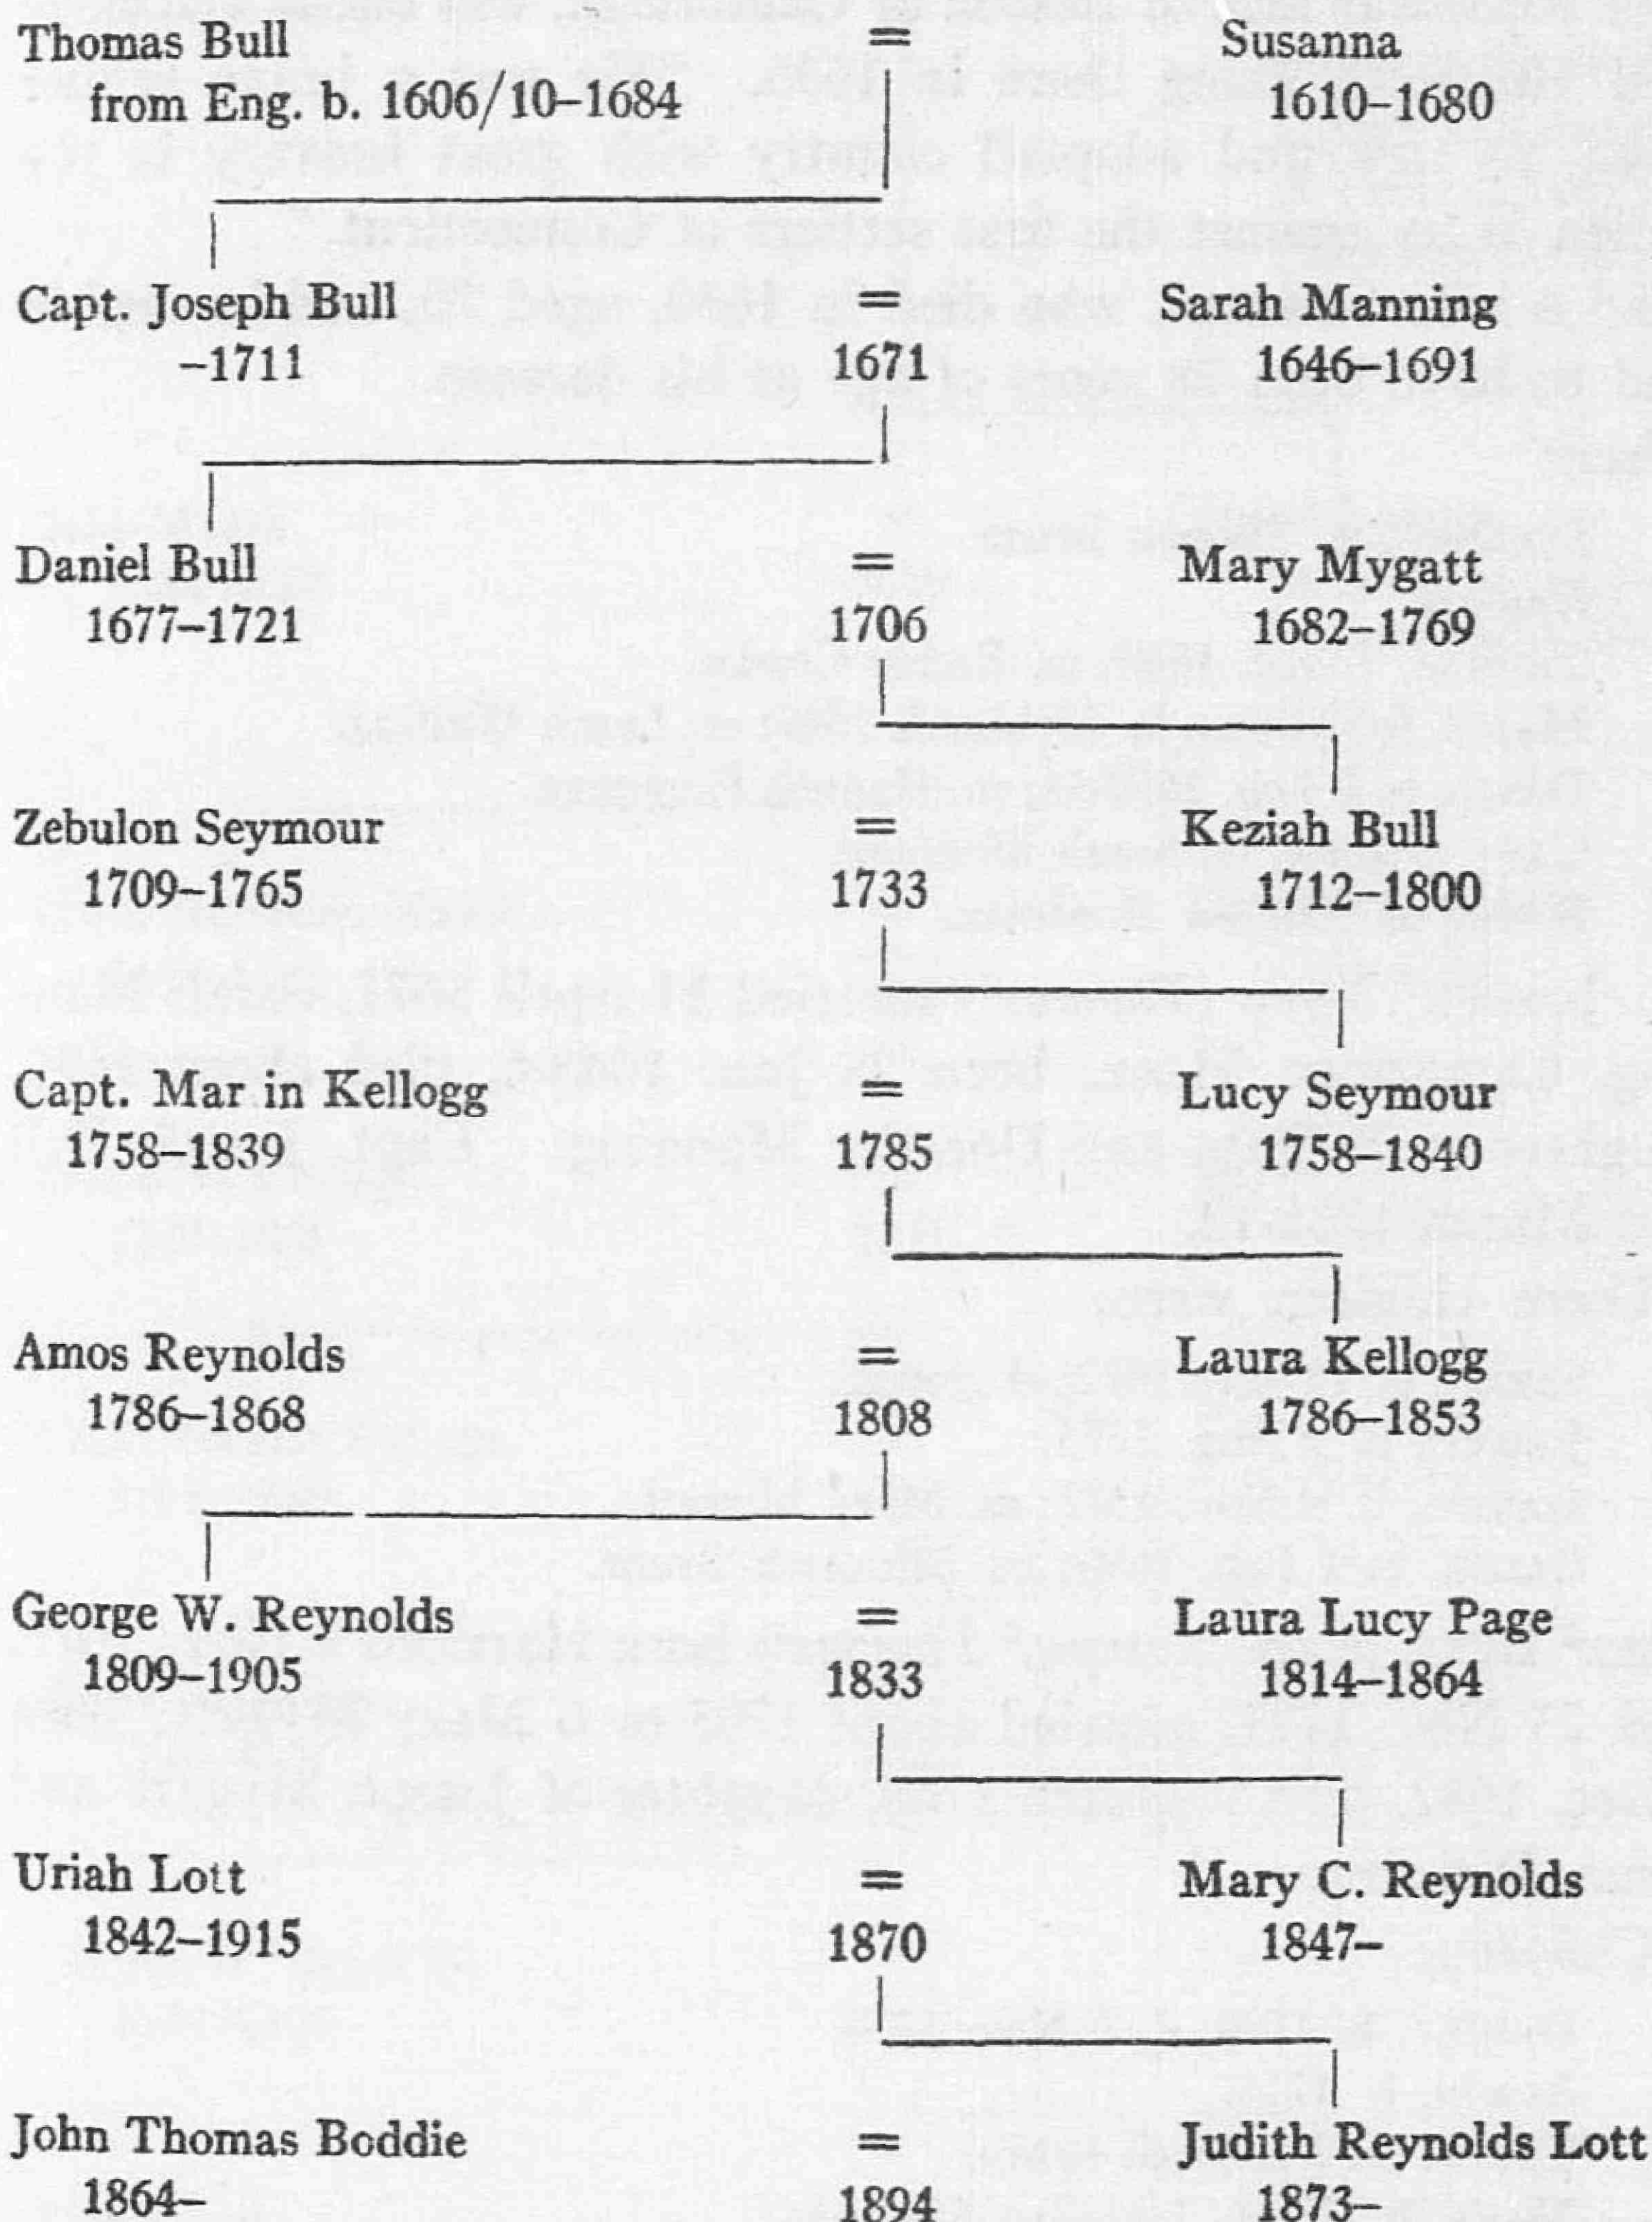 Thomas Bull = Susanna
from Eng. b. 1606/10–1684 1610–1680
Capt. Joseph Bull = Sarah Manning
–1711 1671 1646–1691
Daniel Bull = Mary Mygatt
1677–1721 1706 1682–1769
Zebulon Seymour = Keziah Bull
1709–1765 1733 1712–1800
Capt. Mar in Kellogg = Lucy Seymour
1758–1839 1785 1758–1840
Amos Reynolds = Laura Kellogg
1786–1868 1808 1786–1853
George W. Reynolds = Laura Lucy Page
1809–1905 1833 1814–1864
Uriah Lott = Mary C. Reynolds
1842–1915 1870 1847–
John Thomas Boddie = Judith Reynolds Lott
1864– 1894 1873–